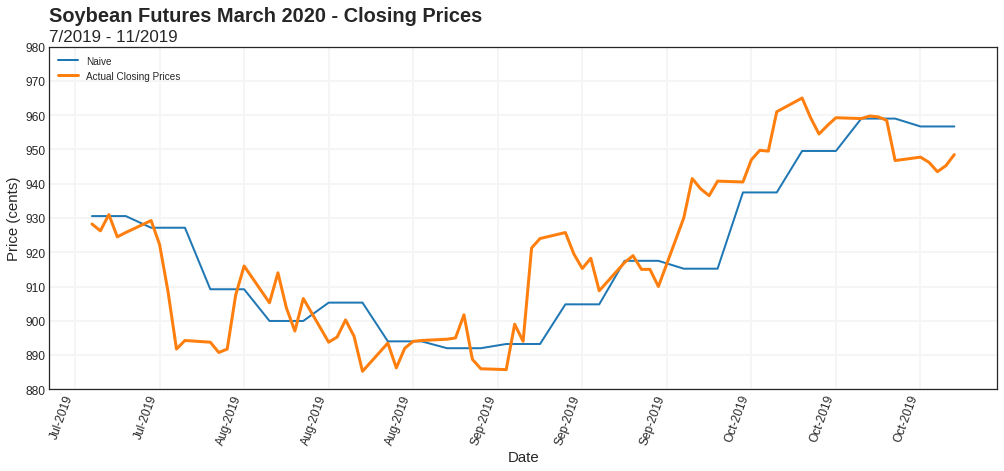 Soybean Futures March 2020 - Closing Prices
7/2019 - 11/2019
Naive
Actual Closing Prices
Price (cents)
980
970
960
950
940
930
920
910
900
890
880
Jul-2019
Jul-2019
Aug-2019
Aug-2019
Aug-2019
Sep-2019
Sep-2019
Sep-2019
Oct-2019
Oct-2019
Oct-2019
Date